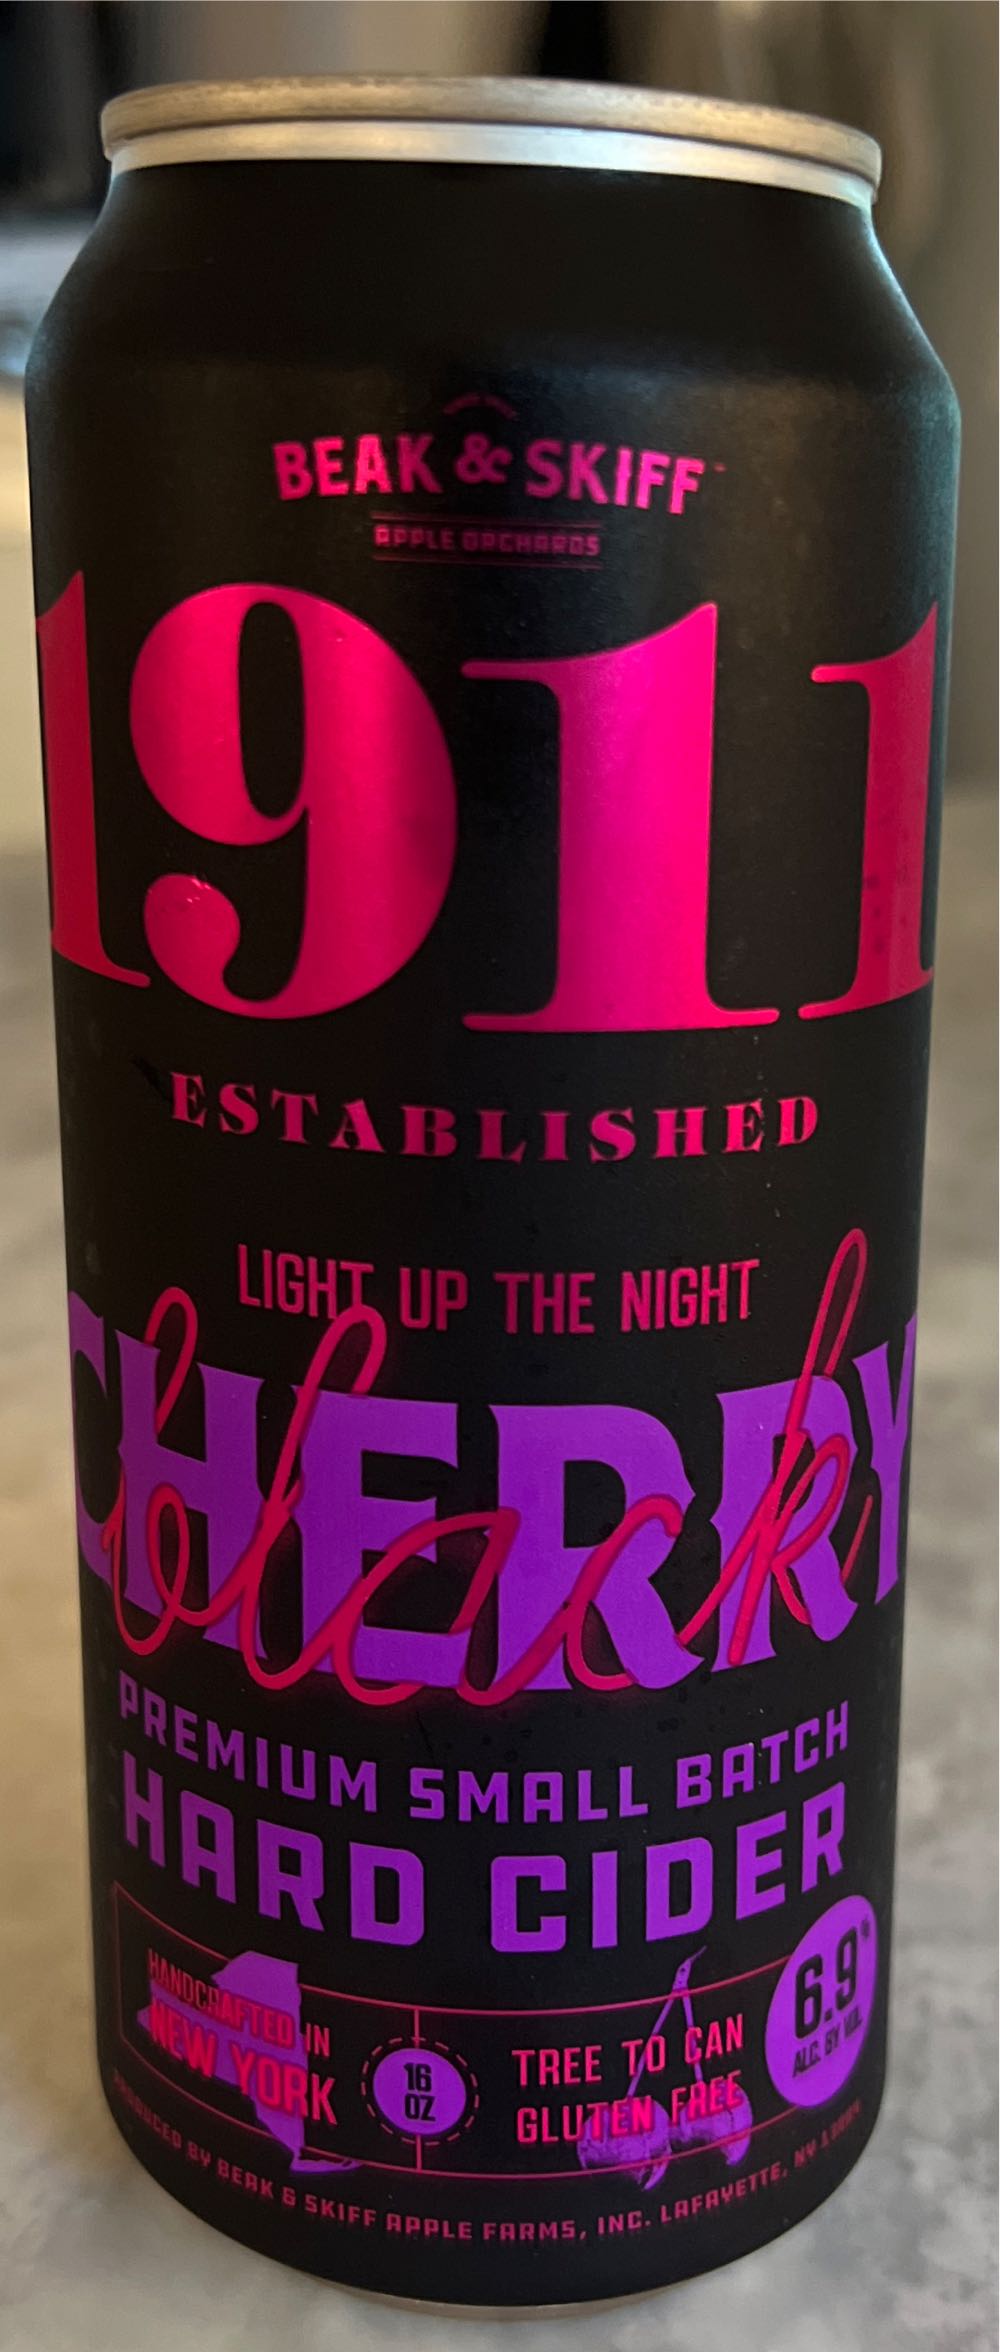 BEAK & SKIFF
APPLE ORCHARDS
1911
ESTABLISHED
LIGHT UP THE NIGHT
black
CHERRY
PREMIUM SMALL BATCH
HARD CIDER
HANDCRAFTED IN
NEW YORK
16
OZ
TREE TO CAN
GLUTEN FREE
6.9%
ALC. BY VOL.
PRODUCED BY BEAK & SKIFF APPLE FARMS, INC. LAFAYETTE, NY 13084